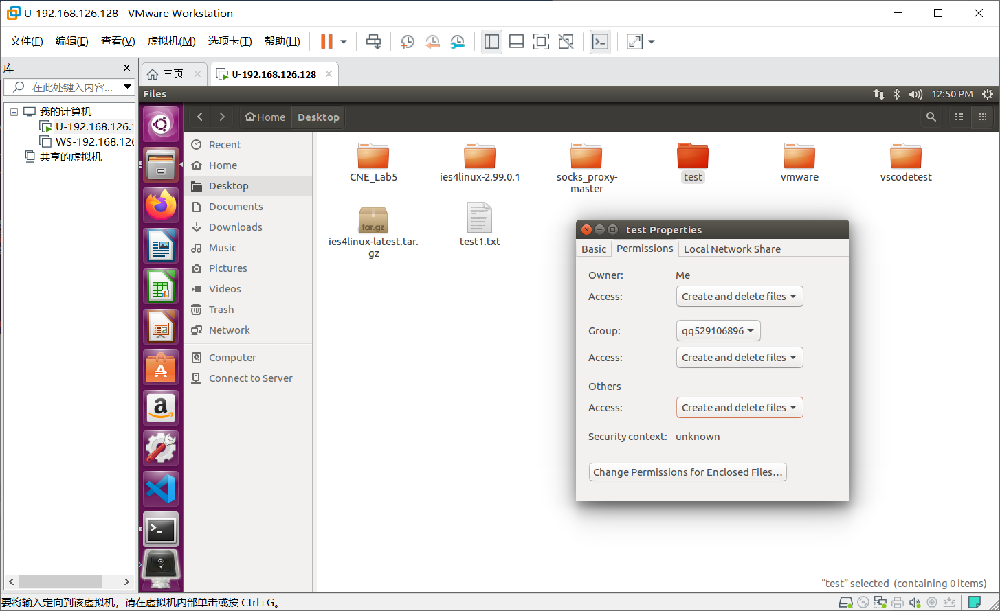 U-192.168.126.128 - VMware Workstation
文件(F) 编辑(E) 查看(V) 虚拟机(M) 选项卡(T) 帮助(H)
库
主页
U-192.168.126.128
在此处键入内容...
我的计算机
U-192.168.126.1
WS-192.168.126
共享的虚拟机
Files
12:50 PM
Home
Desktop
Recent
Home
Desktop
Documents
Downloads
Music
Pictures
Videos
Trash
Network
Computer
Connect to Server
CNE_Lab5
ies4linux-2.99.0.1
socks_proxy-
master
test
vmware
vscodetest
tar.gz
ies4linux-latest.tar.
gz
test1.txt
test Properties
Basic
Permissions
Local Network Share
Owner: Me
Access: Create and delete files
Group: qq529106896
Access: Create and delete files
Others
Access: Create and delete files
Security context: unknown
Change Permissions for Enclosed Files...
“test” selected (containing 0 items)
要将输入定向到该虚拟机，请在虚拟机内部单击或按 Ctrl+G。